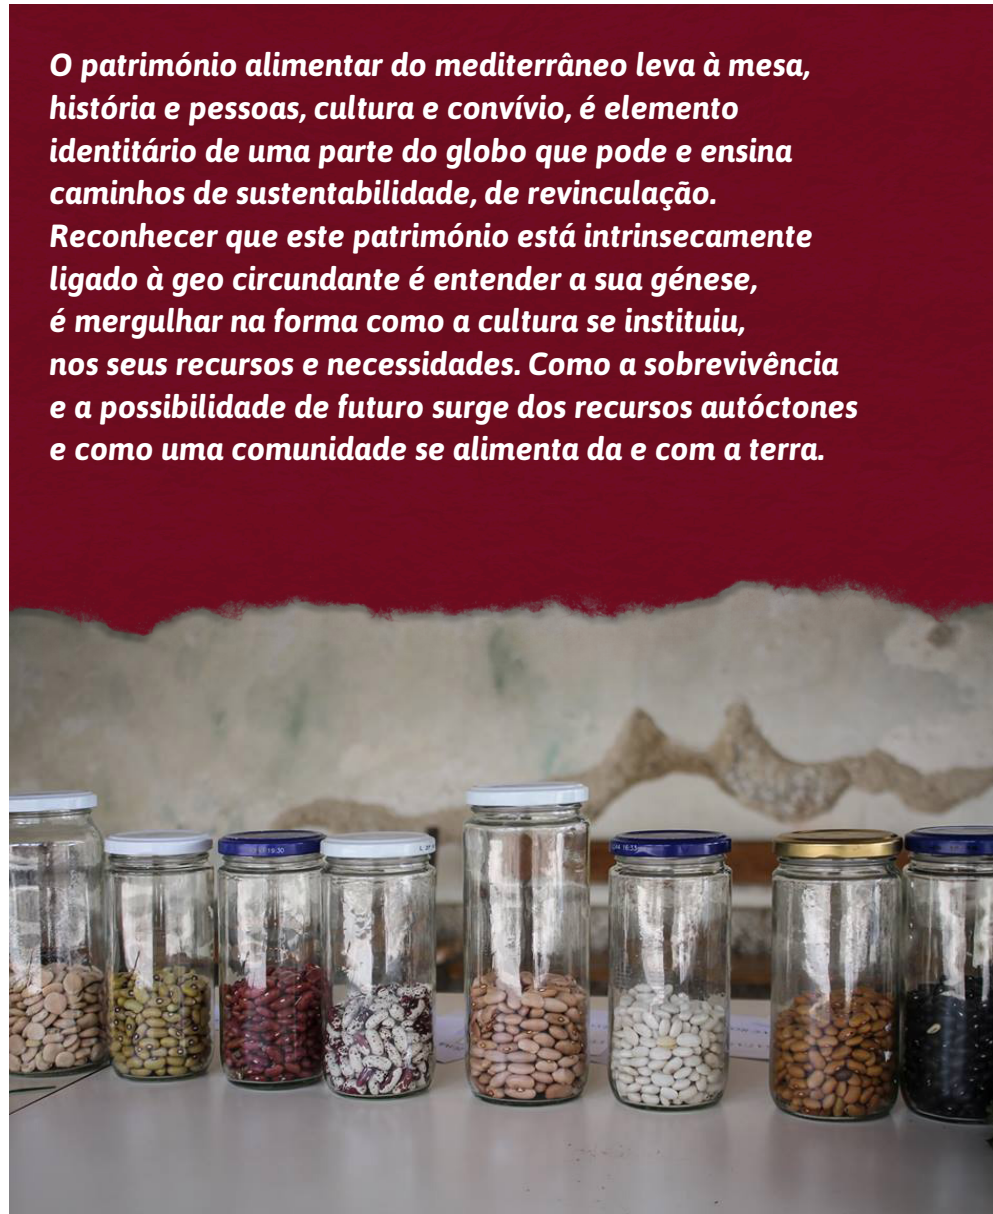 O património alimentar do mediterrâneo leva à mesa,
história e pessoas, cultura e convívio, é elemento
identitário de uma parte do globo que pode e ensina
caminhos de sustentabilidade, de revinculação.
Reconhecer que este património está intrinsecamente
ligado à geo circundante é entender a sua génese,
é mergulhar na forma como a cultura se instituiu,
nos seus recursos e necessidades. Como a sobrevivência
e a possibilidade de futuro surge dos recursos autóctones
e como uma comunidade se alimenta da e com a terra.